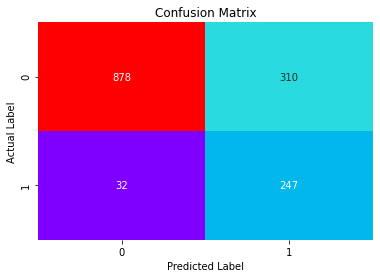 Confusion Matrix
Actual Label
0
878
310
1
32
247
0
1
Predicted Label